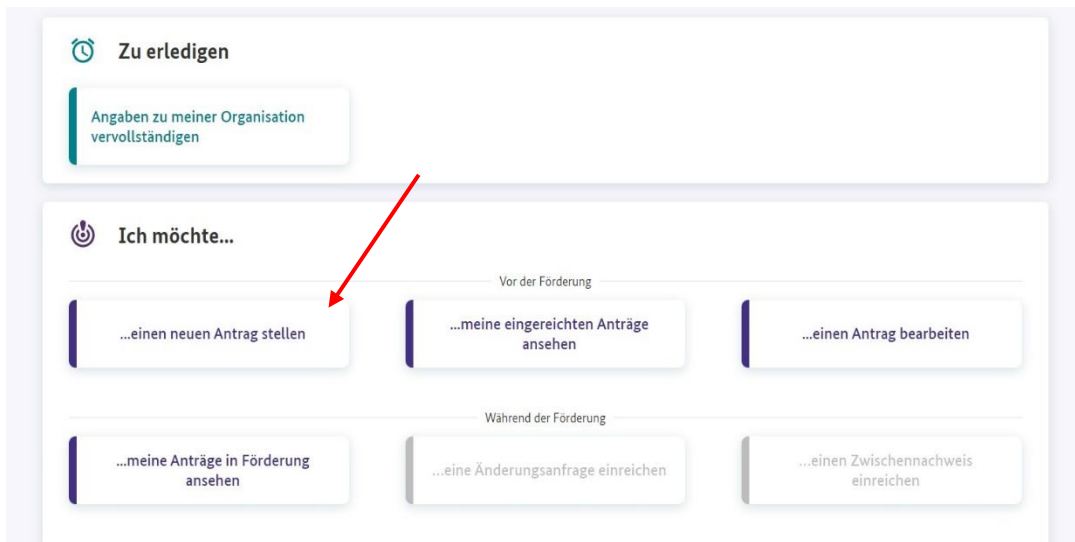 Zu erledigen
Angaben zu meiner Organisation
vervollständigen
Ich möchte...
Vor der Förderung
...einen neuen Antrag stellen
...meine eingereichten Anträge
ansehen
...einen Antrag bearbeiten
Während der Förderung
...meine Anträge in Förderung
ansehen
...eine Änderungsanfrage einreichen
...einen Zwischennachweis
einreichen